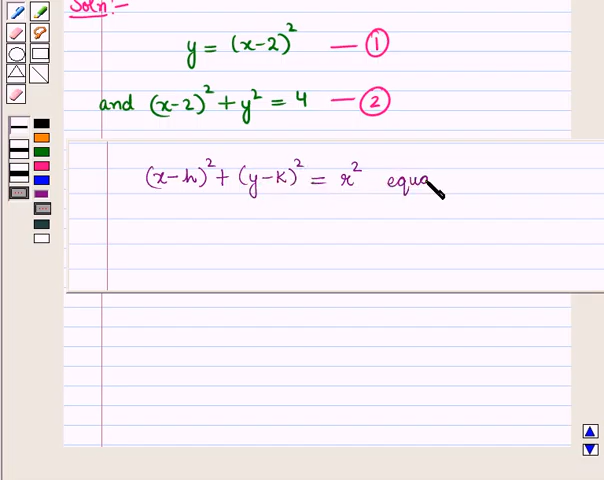 Soln:-
y = (x-2)² — ①
and (x-2)² + y² = 4 — ②
(x-h)² + (y-k)² = r² equa